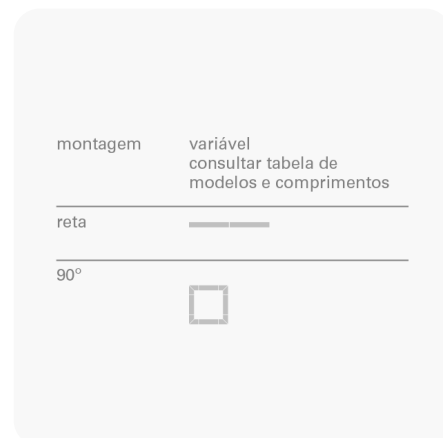 montagem variável
consultar tabela de
modelos e comprimentos
reta
90°